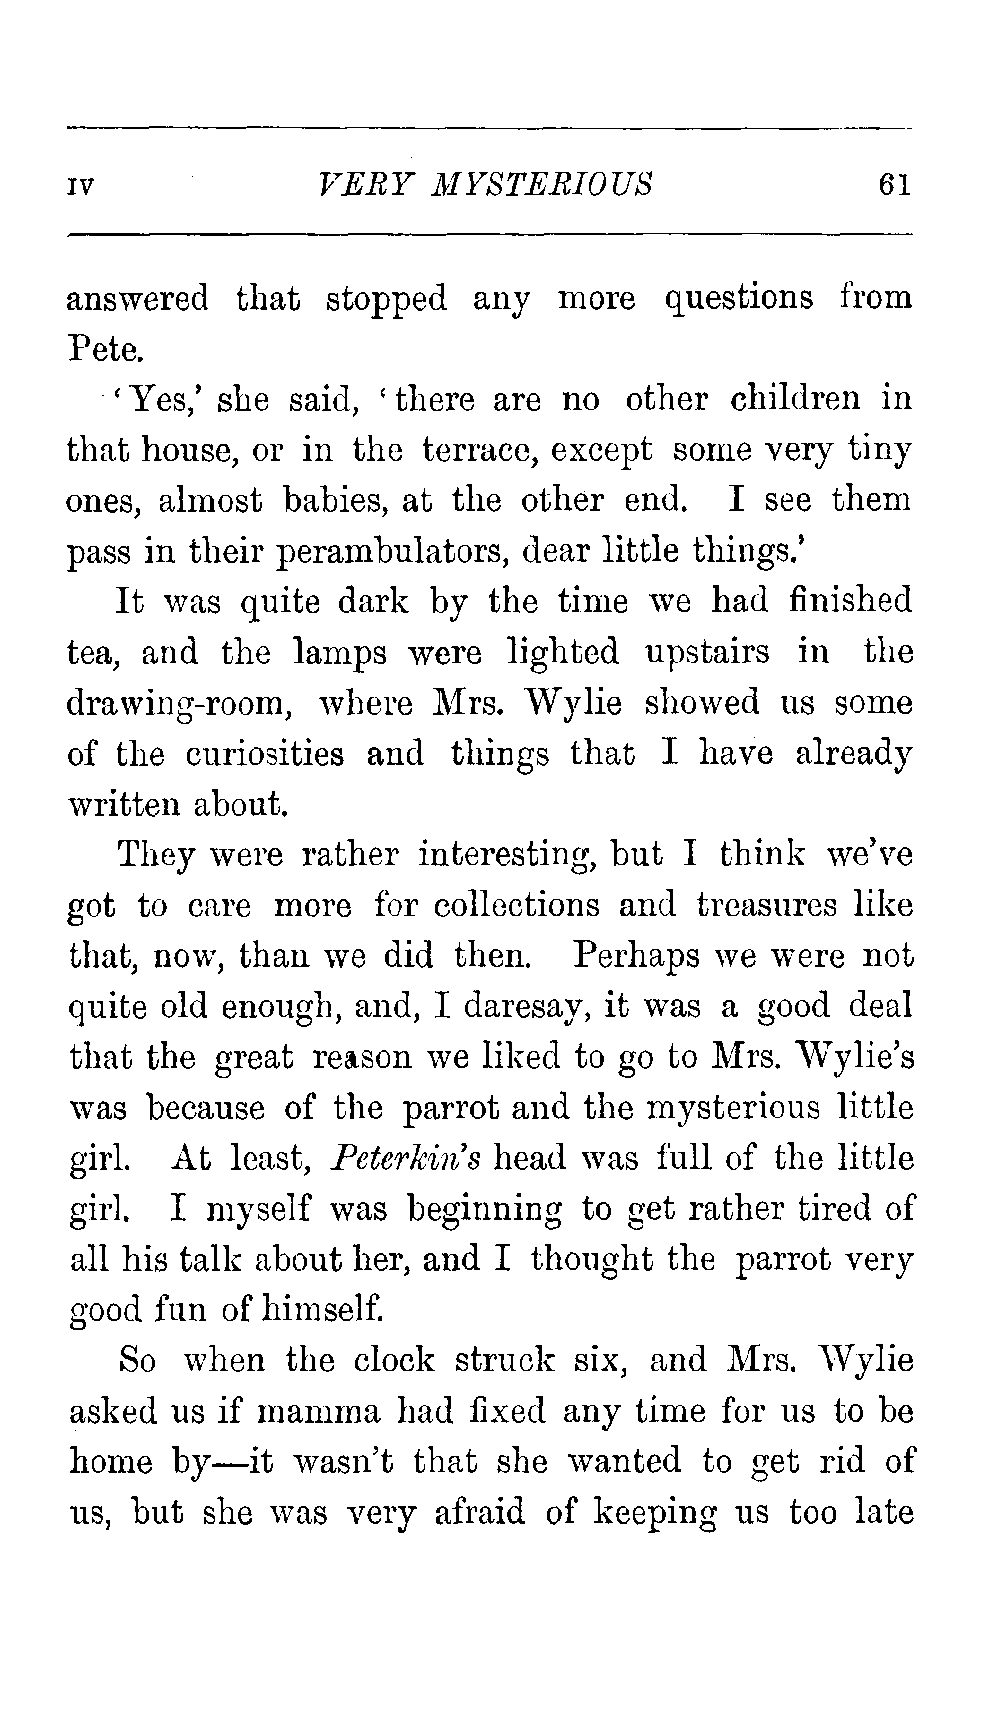 IV VERY MYSTERIOUS 61
answered that stopped any more questions from
Pete.
‘Yes,’ she said, ‘there are no other children in
that house, or in the terrace, except some very tiny
ones, almost babies, at the other end. I see them
pass in their perambulators, dear little things.’
It was quite dark by the time we had finished
tea, and the lamps were lighted upstairs in the
drawing-room, where Mrs. Wylie showed us some
of the curiosities and things that I have already
written about.
They were rather interesting, but I think we’ve
got to care more for collections and treasures like
that, now, than we did then. Perhaps we were not
quite old enough, and, I daresay, it was a good deal
that the great reason we liked to go to Mrs. Wylie’s
was because of the parrot and the mysterious little
girl. At least, Peterkin’s head was full of the little
girl. I myself was beginning to get rather tired of
all his talk about her, and I thought the parrot very
good fun of himself.
So when the clock struck six, and Mrs. Wylie
asked us if mamma had fixed any time for us to be
home by—it wasn’t that she wanted to get rid of
us, but she was very afraid of keeping us too late